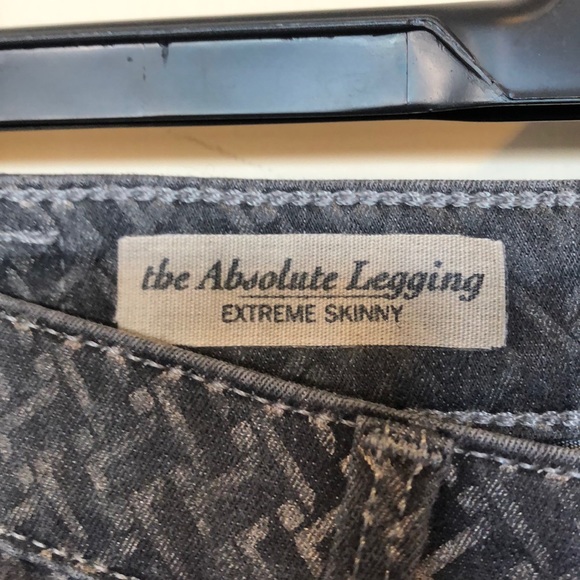 the Absolute Legging
EXTREME SKINNY